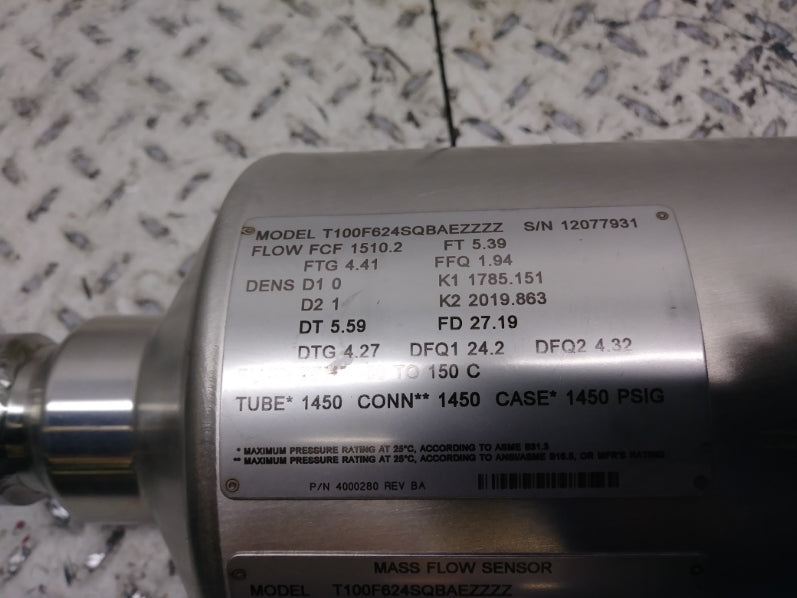 MODEL T100F624SQBAEZZZZ S/N 12077931
FLOW FCF 1510.2 FT 5.39
FTG 4.41 FFQ 1.94
DENS D1 0 K1 1785.151
D2 1 K2 2019.863
DT 5.59 FD 27.19
DTG 4.27 DFQ1 24.2 DFQ2 4.32
TO 150 C
TUBE* 1450 CONN** 1450 CASE* 1450 PSIG
* MAXIMUM PRESSURE RATING AT 25°C, ACCORDING TO ASME B31.3
** MAXIMUM PRESSURE RATING AT 25°C, ACCORDING TO ANSI/ASME B16.5, OR MFR'S RATING
P/N 4000280 REV BA
MASS FLOW SENSOR
MODEL T100F624SQBAEZZZZ